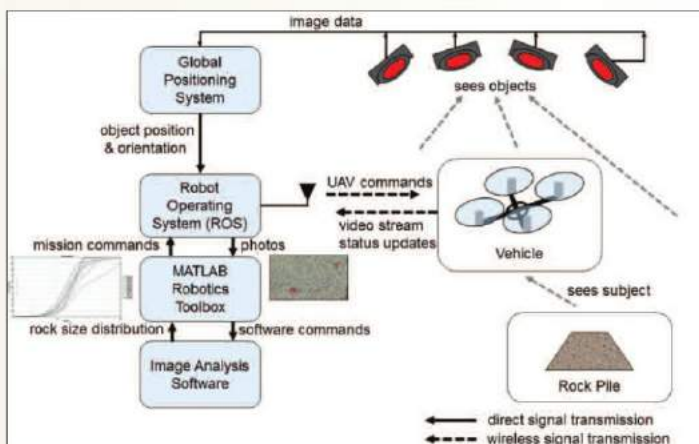 image data
Global
Positioning
System
sees objects
object position
& orientation
Robot
Operating
System (ROS)
UAV commands
video stream
status updates
Vehicle
mission commands
photos
MATLAB
Robotics
Toolbox
sees subject
rock size distribution
software commands
Image Analysis
Software
Rock Pile
direct signal transmission
wireless signal transmission